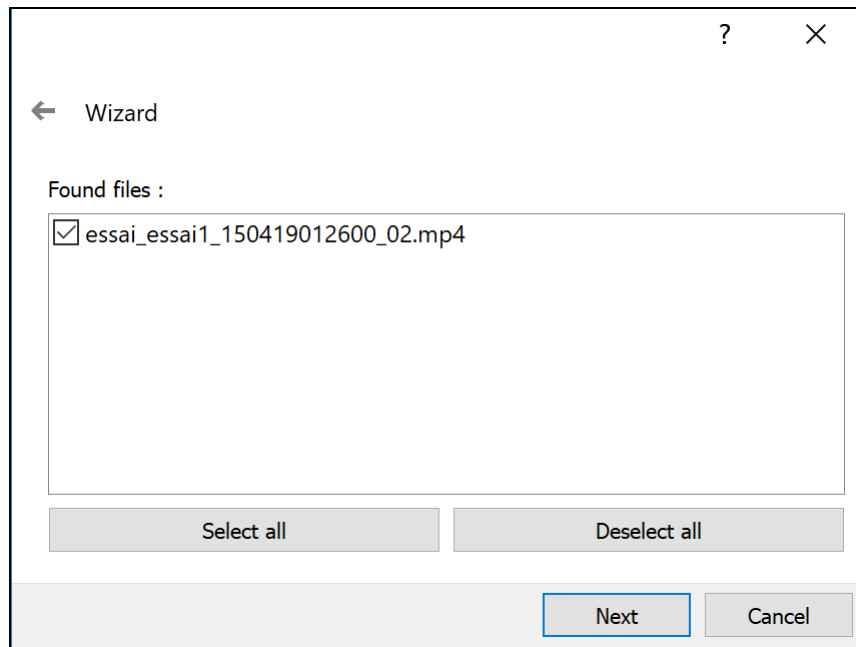 ?
Wizard
Found files :
essai_essai1_150419012600_02.mp4
Select all
Deselect all
Next
Cancel